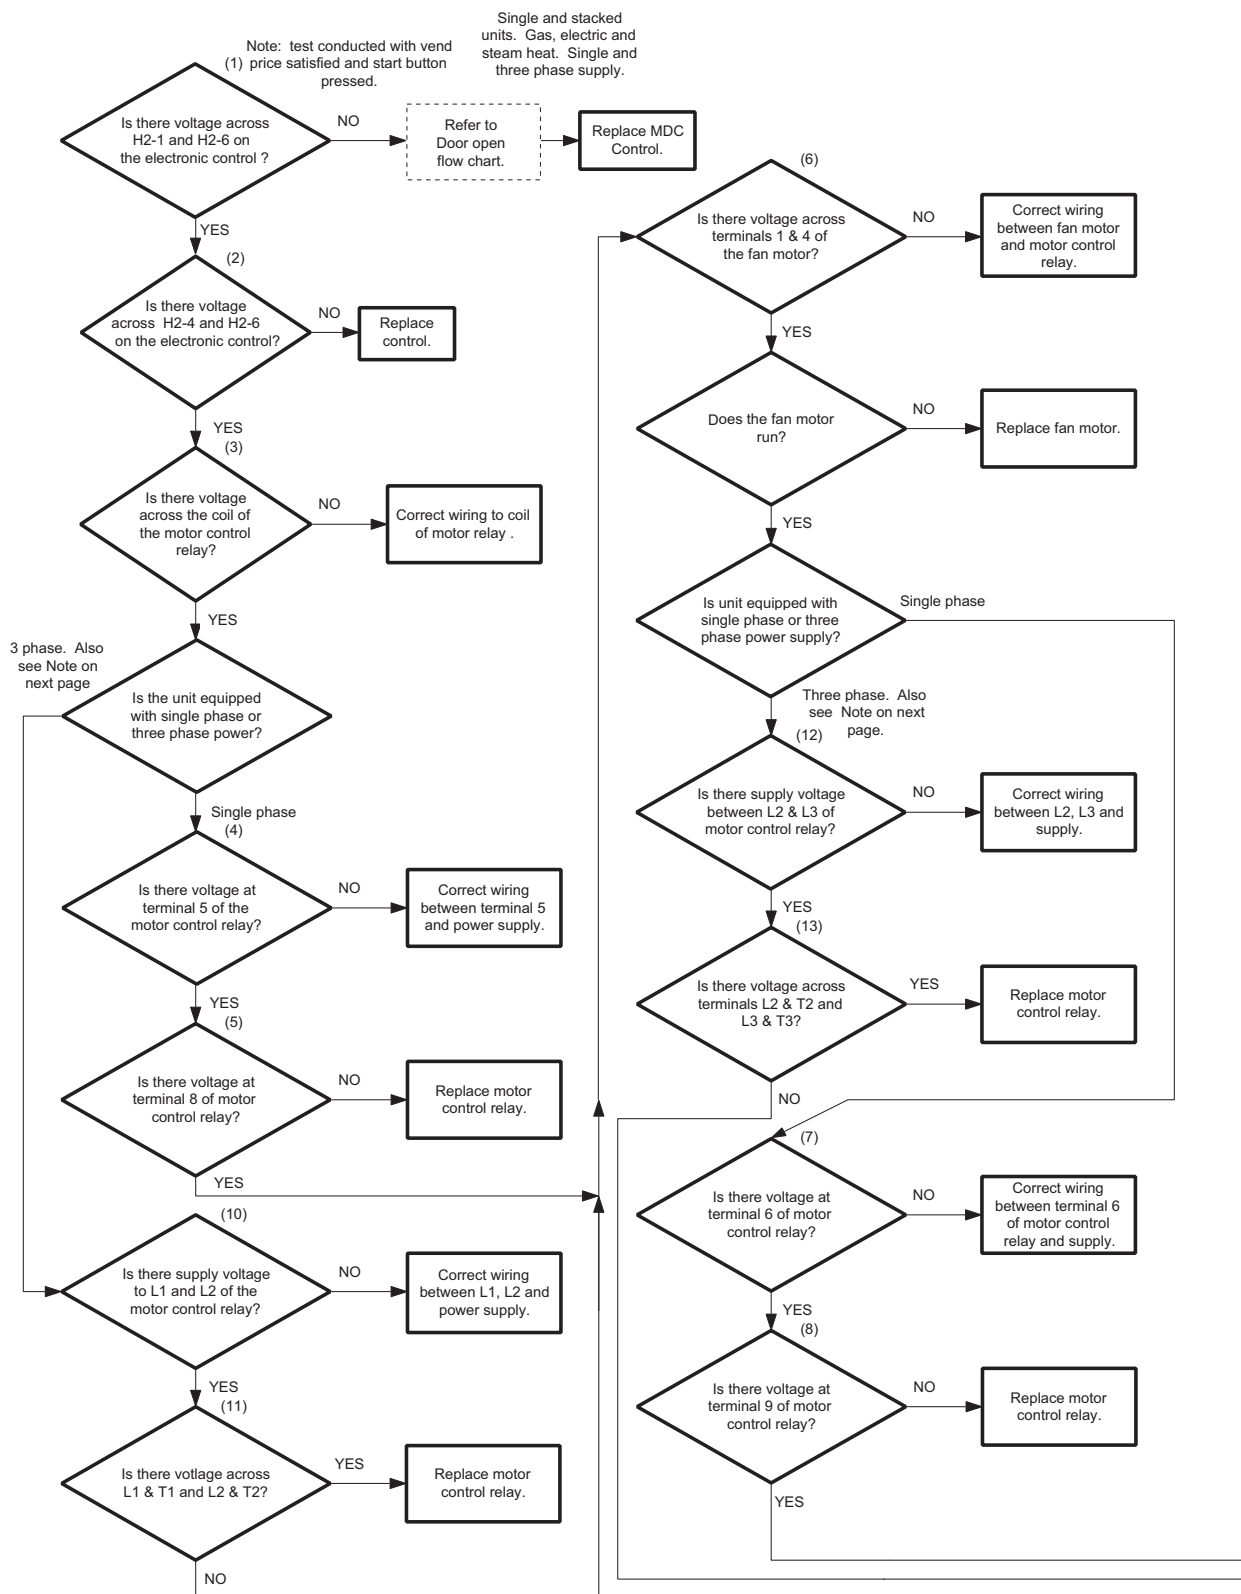 Single and stacked
units. Gas, electric and
steam heat. Single and
three phase supply.
Note: test conducted with vend
price satisfied and start button
pressed.
(1)
Is there voltage across
H2-1 and H2-6 on
the electronic control ?
NO
Refer to
Door open
flow chart.
Replace MDC
Control.
YES
(2)
Is there voltage
across H2-4 and H2-6
on the electronic control?
NO
Replace
control.
YES
(3)
Is there voltage
across the coil of
the motor control
relay?
NO
Correct wiring to coil
of motor relay .
YES
3 phase. Also
see Note on
next page
Is the unit equipped
with single phase or
three phase power?
Single phase
(4)
Is there voltage at
terminal 5 of the
motor control relay?
NO
Correct wiring
between terminal 5
and power supply.
YES
(5)
Is there voltage at
terminal 8 of motor
control relay?
NO
Replace motor
control relay.
YES
(10)
Is there supply voltage
to L1 and L2 of the
motor control relay?
NO
Correct wiring
between L1, L2 and
power supply.
YES
(11)
Is there votlage across
L1 & T1 and L2 & T2?
YES
Replace motor
control relay.
NO
(6)
Is there voltage across
terminals 1 & 4 of
the fan motor?
NO
Correct wiring
between fan motor
and motor control
relay.
YES
Does the fan motor
run?
NO
Replace fan motor.
YES
Is unit equipped with
single phase or three
phase power supply?
Single phase
Three phase. Also
see Note on next
page.
(12)
Is there supply voltage
between L2 & L3 of
motor control relay?
NO
Correct wiring
between L2, L3 and
supply.
YES
(13)
Is there voltage across
terminals L2 & T2 and
L3 & T3?
YES
Replace motor
control relay.
NO
(7)
Is there voltage at
terminal 6 of motor
control relay?
NO
Correct wiring
between terminal 6
of motor control
relay and supply.
YES
(8)
Is there voltage at
terminal 9 of motor
control relay?
NO
Replace motor
control relay.
YES